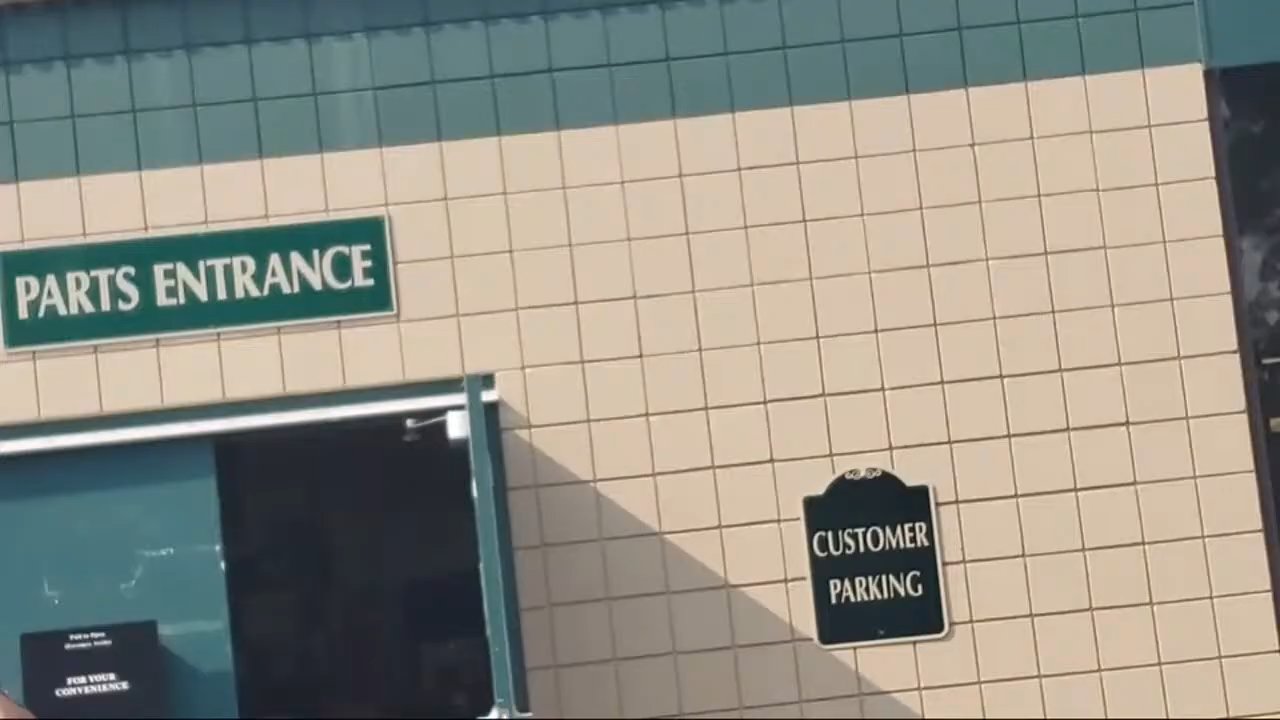 PARTS ENTRANCE
CUSTOMER
PARKING
FOR YOUR
CONVENIENCE